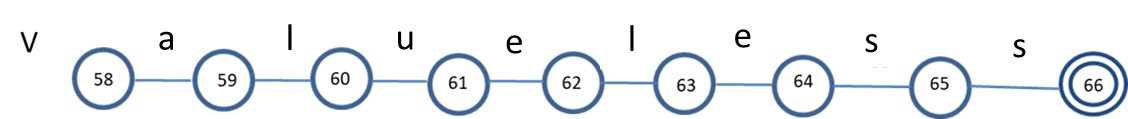 v a l u e l e s s
58 59 60 61 62 63 64 65 66